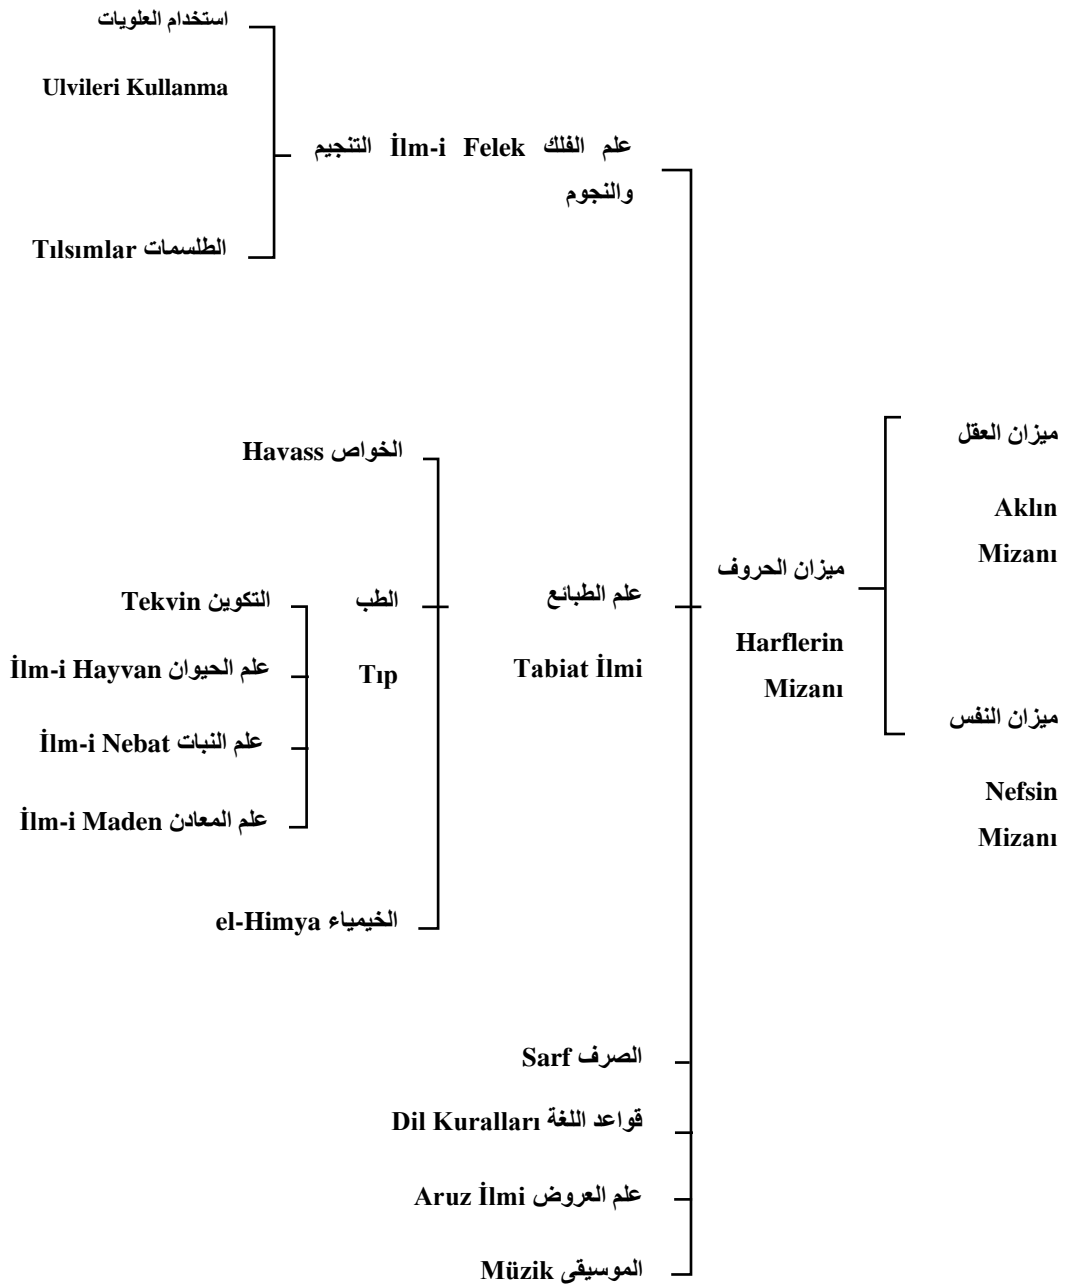 استخدام العلويات
Ulvileri Kullanma
علم الفلك İlm-i Felek التنجيم
والنجوم
الطلسمات Tılsımlar
ميزان العقل
Aklın
Mizanı
الخواص Havass
ميزان الحروف
Harflerin
Mizanı
علم الطبائع
Tabiat İlmi
الطب
Tıp
التكوين Tekvin
علم الحيوان İlm-i Hayvan
علم النبات İlm-i Nebat
علم المعادن İlm-i Maden
ميزان النفس
Nefsin
Mizanı
الخيمياء el-Himya
الصرف Sarf
قواعد اللغة Dil Kuralları
علم العروض Aruz İlmi
الموسيقى Müzik